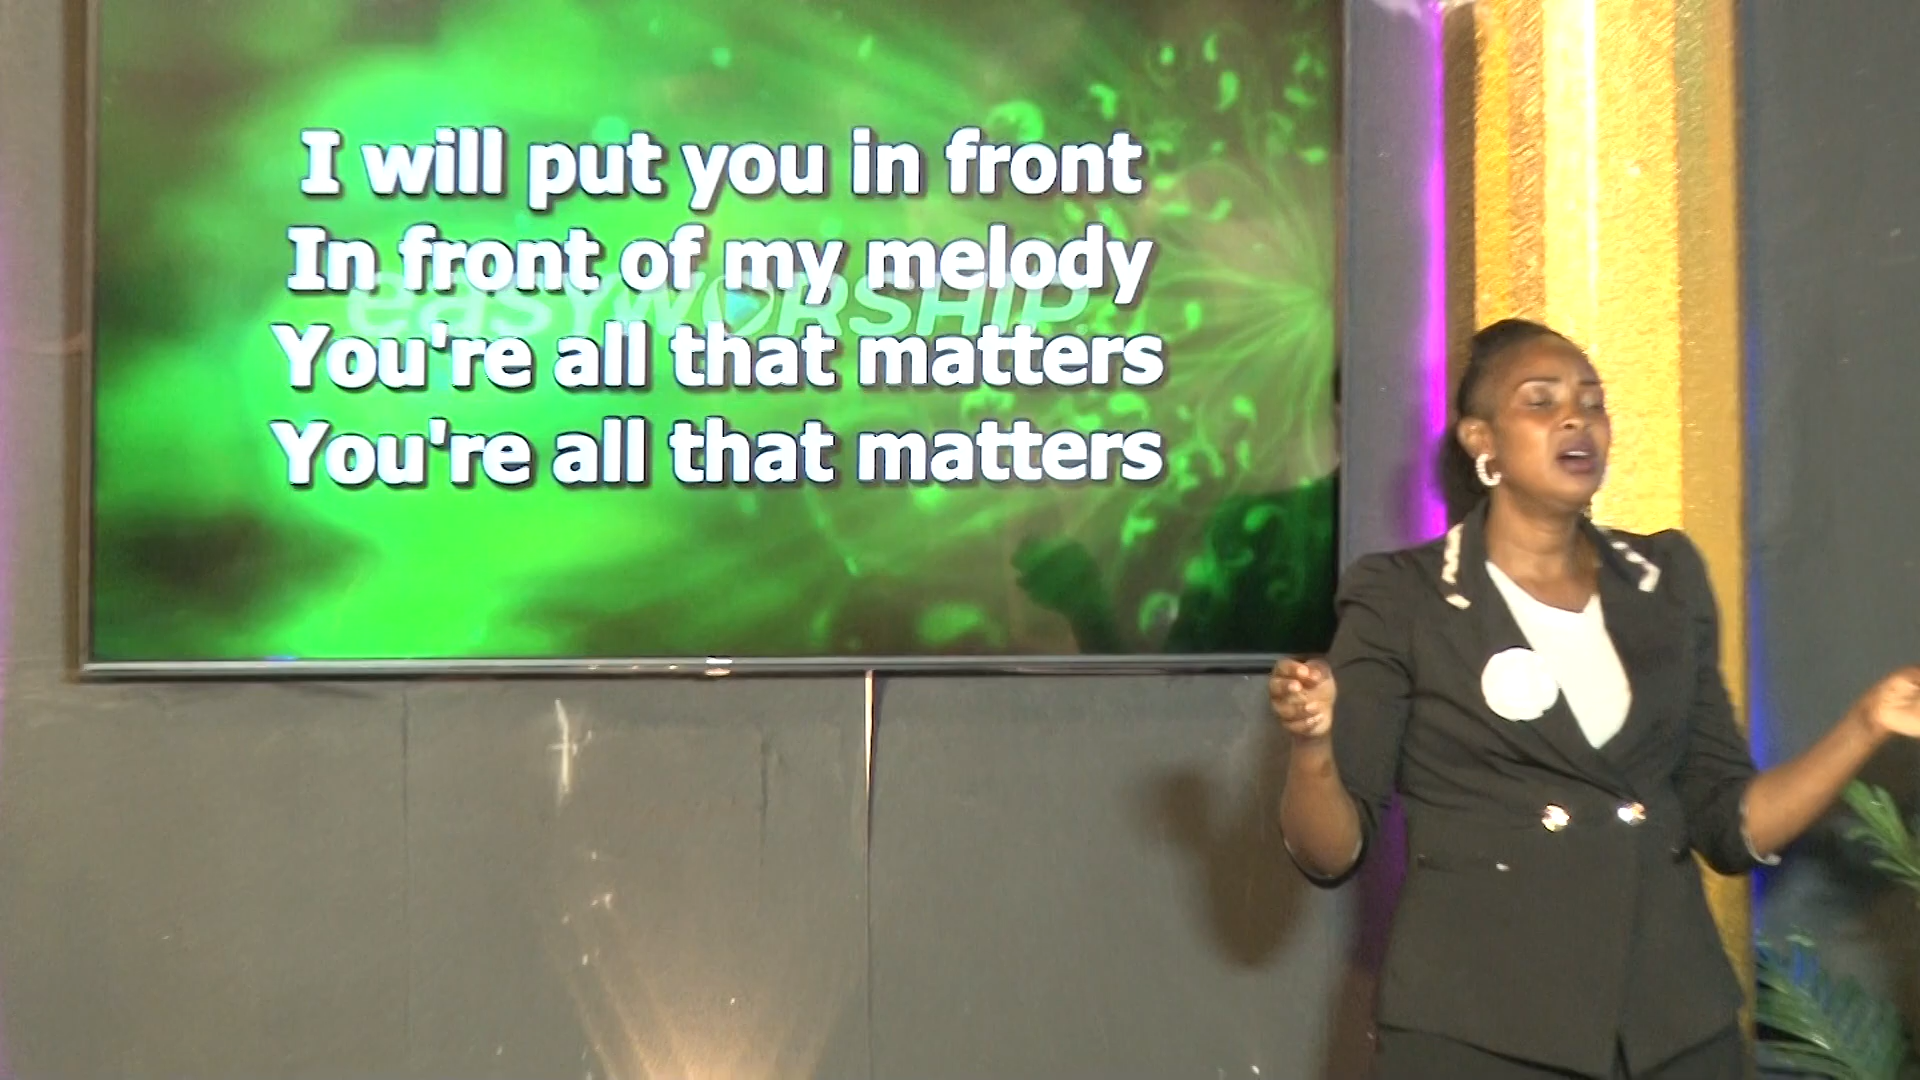 I will put you in front
In front of my melody
easyWORSHIP
You're all that matters
You're all that matters